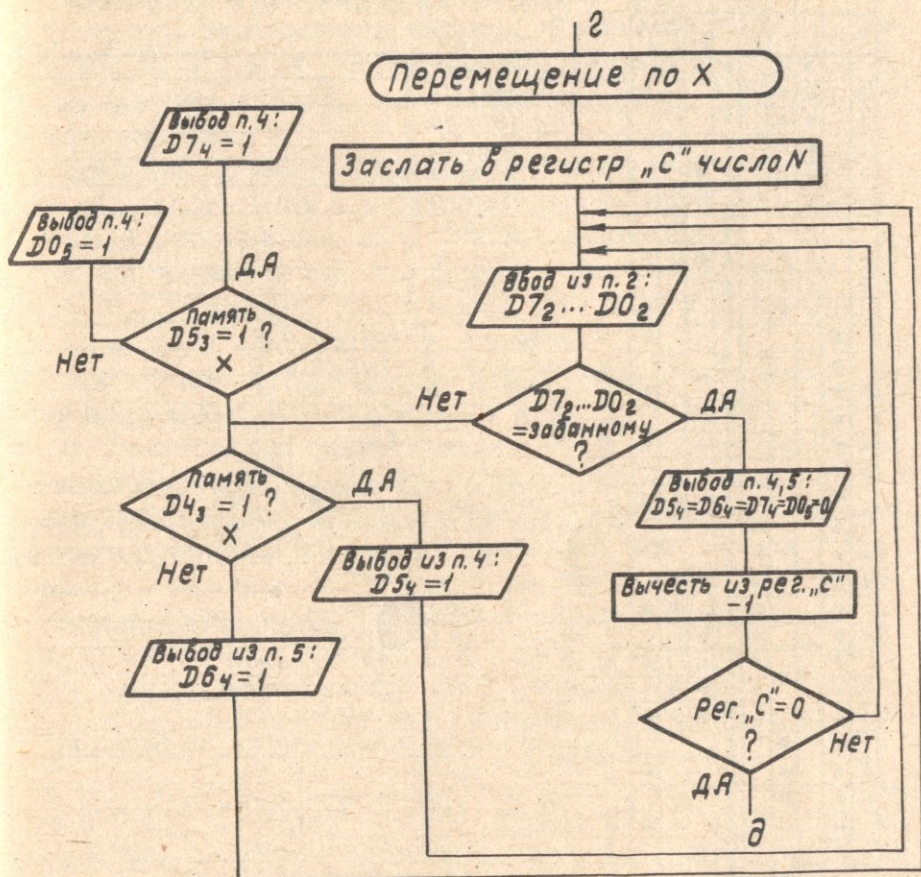 г
Перемещение по X
Заслать в регистр „С" число N
Ввод из п. 2:
D7₂... D0₂
D7₂...D0₂
=заданному
?
Нет
ДА
Вывод п. 4:
D7₄ = 1
Вывод п.4:
D0₅ = 1
ДА
Память
D5₃ = 1 ?
X
Нет
Память
D4₃ = 1 ?
X
ДА
Нет
Вывод из п. 4:
D5₄ = 1
Вывод из п. 5:
D6₄ = 1
Вывод п. 4,5:
D5₄=D6₄=D7₄=D0₅=0
Вычесть из рег. „С"
-1
Рег. „С"=0
?
Нет
ДА
д